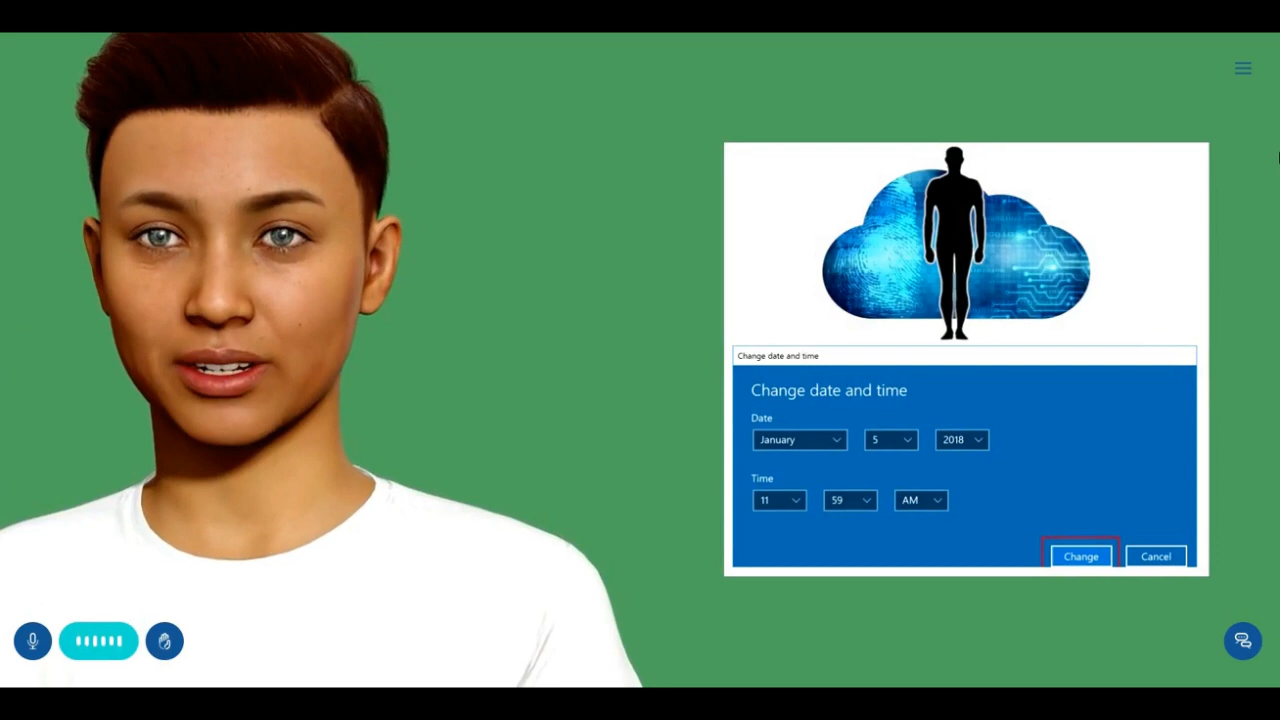 Change date and time
Change date and time
Date
January 5 2018
Time
11 59 AM
Change Cancel